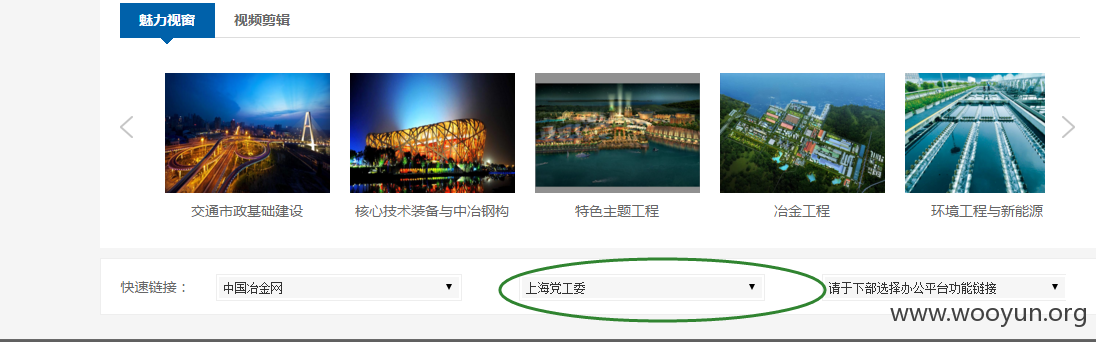 魅力视窗 视频剪辑
交通市政基础建设 核心技术装备与中冶钢构 特色主题工程 冶金工程 环境工程与新能源
快速链接： 中国冶金网 上海党工委 请于下部选择办公平台功能链接
www.wooyun.org